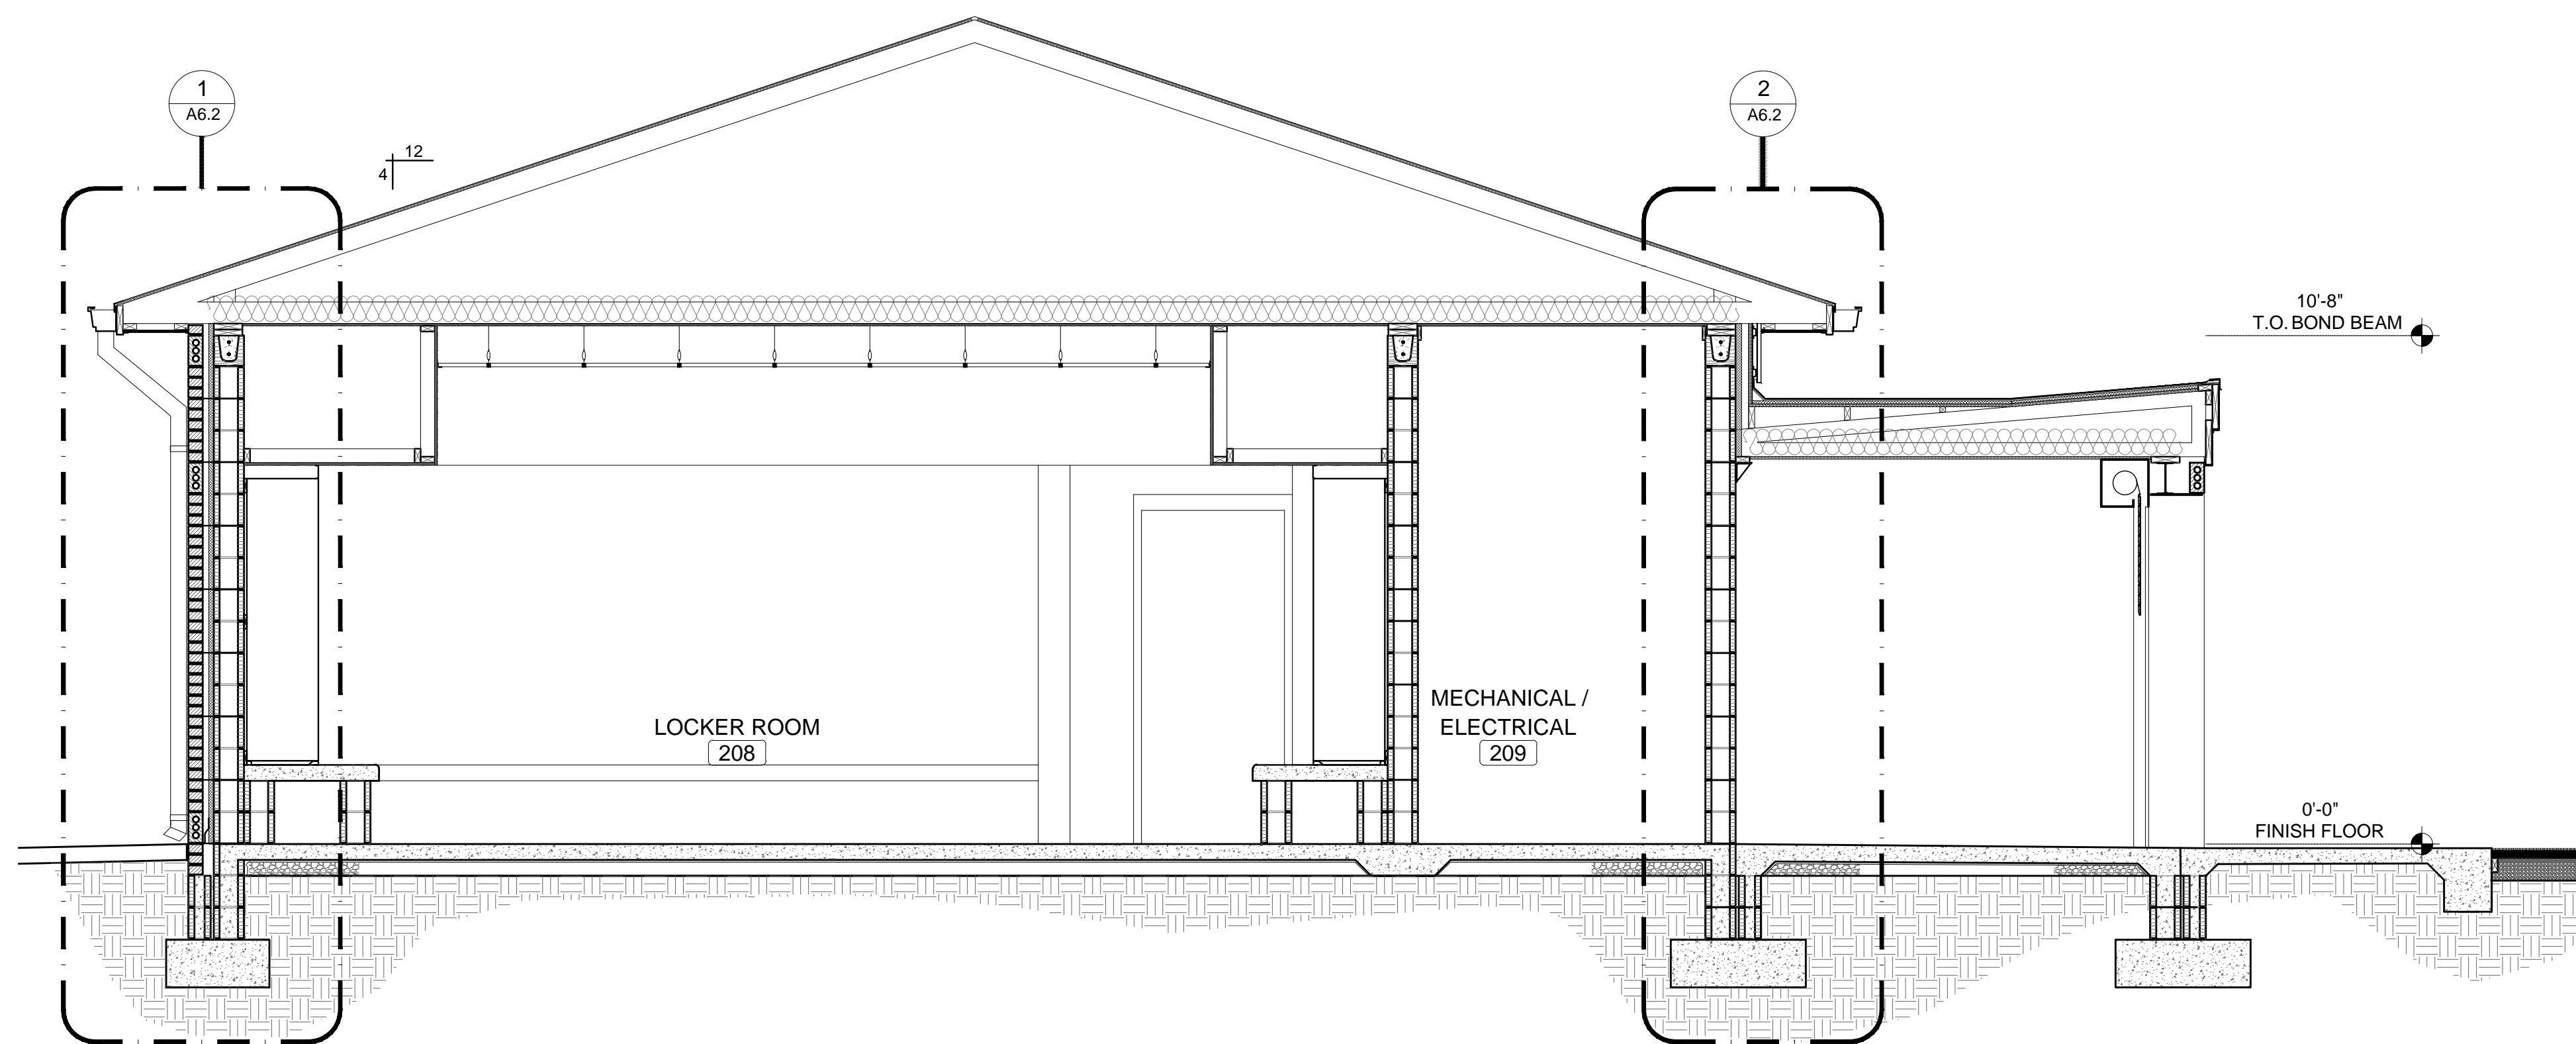 1
A6.2
2
A6.2
12
4
10'-8"
T.O. BOND BEAM
LOCKER ROOM
208
MECHANICAL /
ELECTRICAL
209
0'-0"
FINISH FLOOR